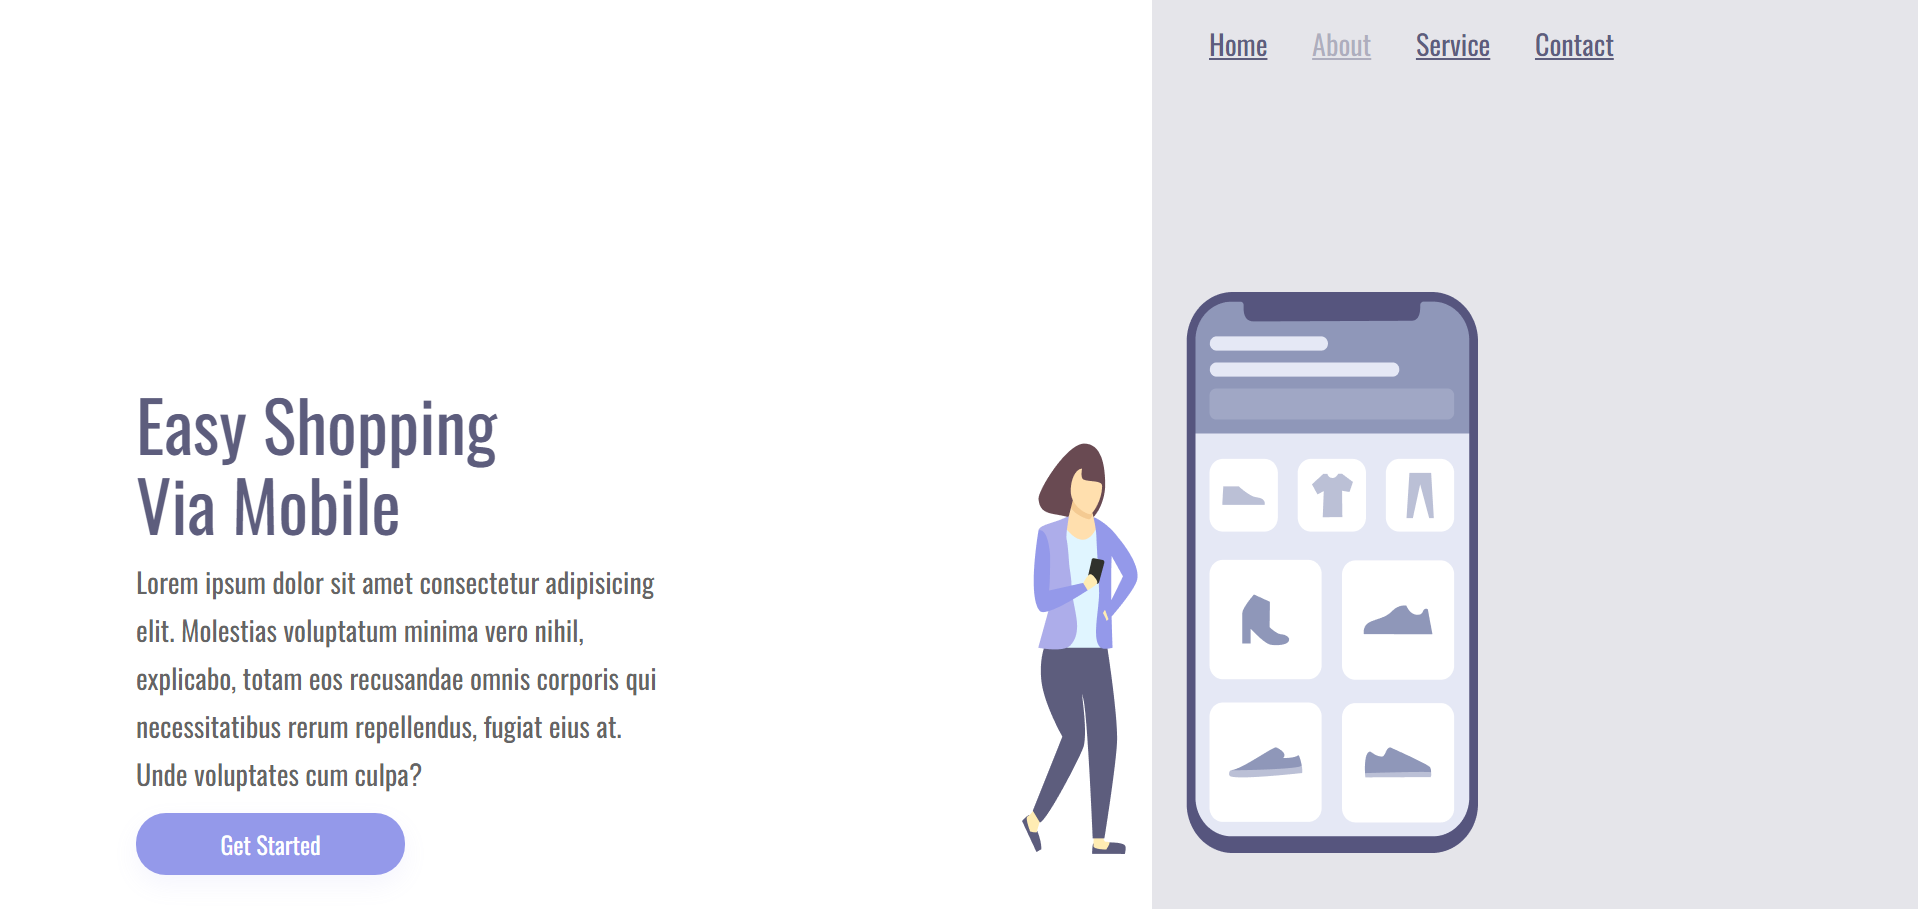 Home About Service Contact
Easy Shopping
Via Mobile
Lorem ipsum dolor sit amet consectetur adipisicing
elit. Molestias voluptatum minima vero nihil,
explicabo, totam eos recusandae omnis corporis qui
necessitatibus rerum repellendus, fugiat eius at.
Unde voluptates cum culpa?
Get Started